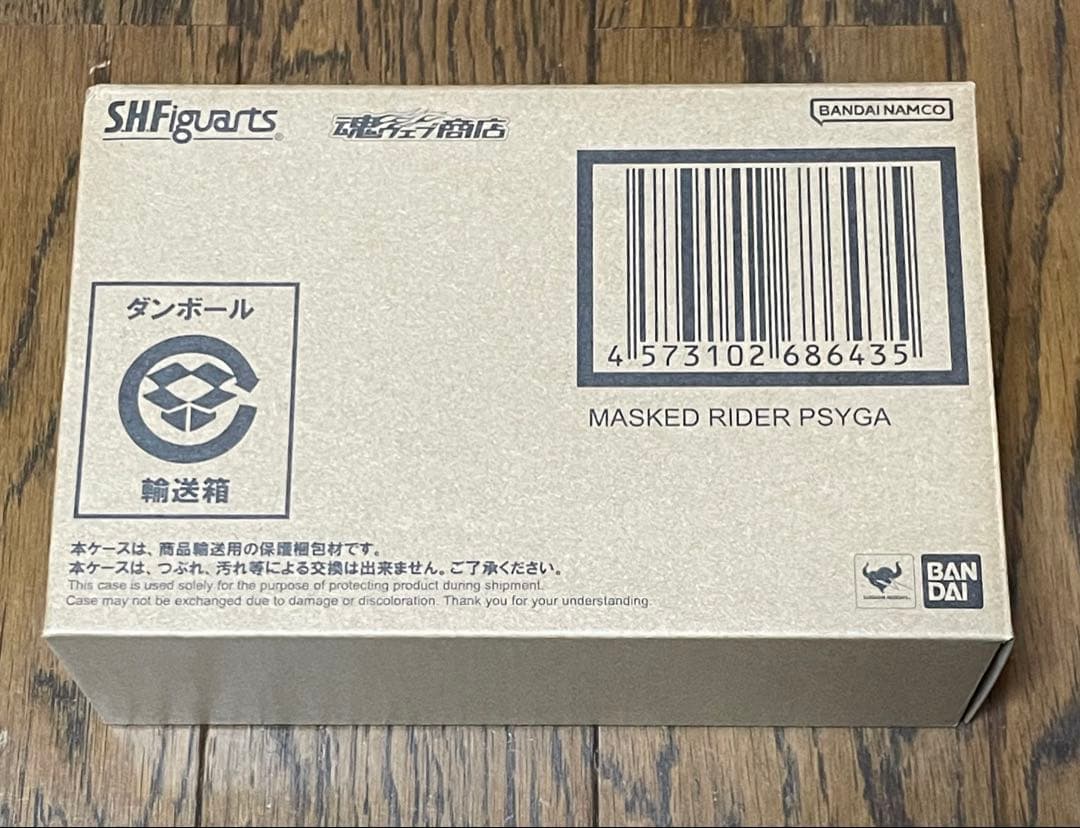 S.H.Figuarts
魂ウェブ商店
BANDAI NAMCO
4 573102 686435
MASKED RIDER PSYGA
ダンボール
輸送箱
本ケースは、商品輸送用の保護梱包材です。
本ケースは、つぶれ、汚れ等による交換は出来ません。ご了承ください。
This case is used solely for the purpose of protecting product during shipment.
Case may not be exchanged due to damage or discoloration. Thank you for your understanding.
BAN
DAI